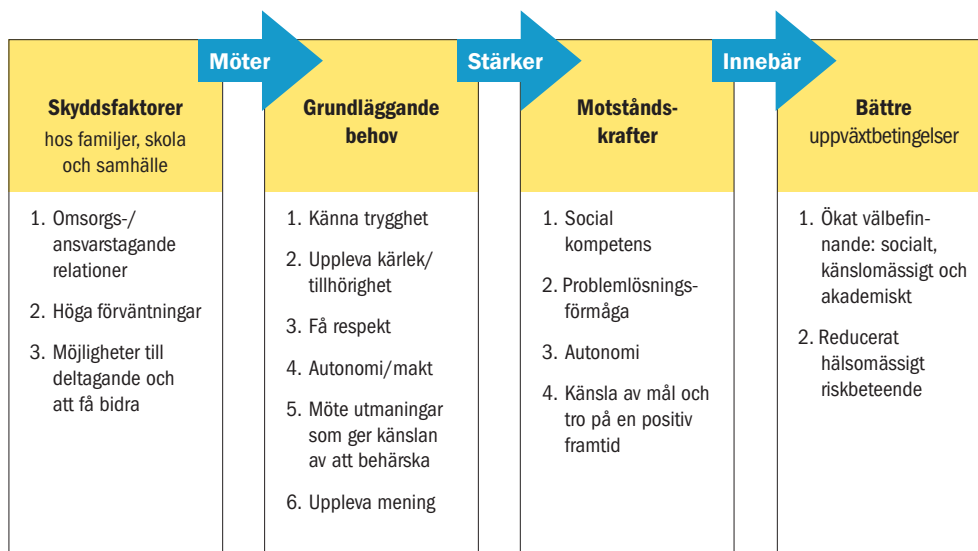 Möter
Stärker
Innebär
Skyddsfaktorer
hos familjer, skola
och samhälle
1. Omsorgs-/
ansvarstagande
relationer
2. Höga förväntningar
3. Möjligheter till
deltagande och
att få bidra
Grundläggande
behov
1. Känna trygghet
2. Uppleva kärlek/
tillhörighet
3. Få respekt
4. Autonomi/makt
5. Möte utmaningar
som ger känslan
av att behärska
6. Uppleva mening
Motstånds-
krafter
1. Social
kompetens
2. Problemlösnings-
förmåga
3. Autonomi
4. Känsla av mål och
tro på en positiv
framtid
Bättre
uppväxtbetingelser
1. Ökat välbefin-
nande: socialt,
känslomässigt och
akademiskt
2. Reducerat
hälsomässigt
riskbeteende